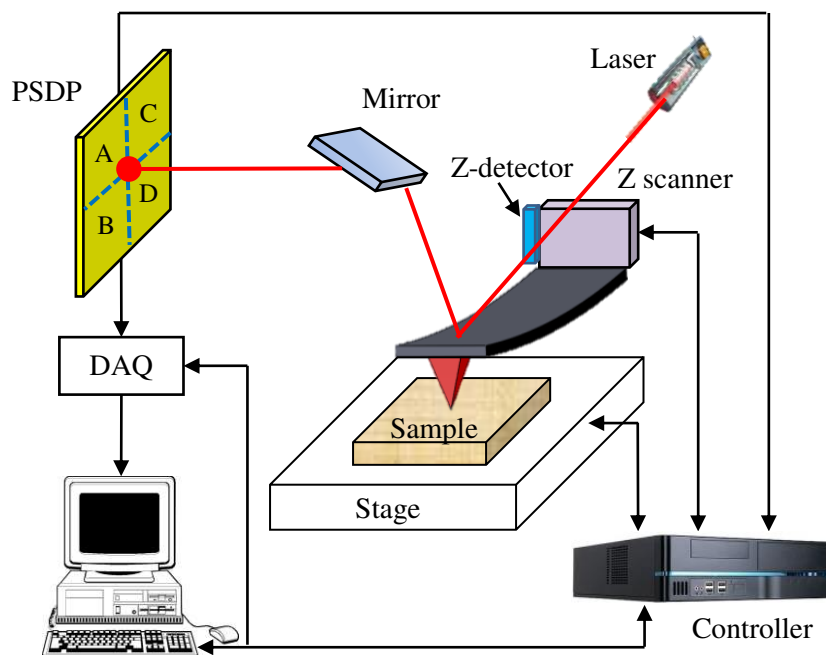 Laser
PSDP
Mirror
C
A
D
B
Z-detector
Z scanner
DAQ
Sample
Stage
Controller